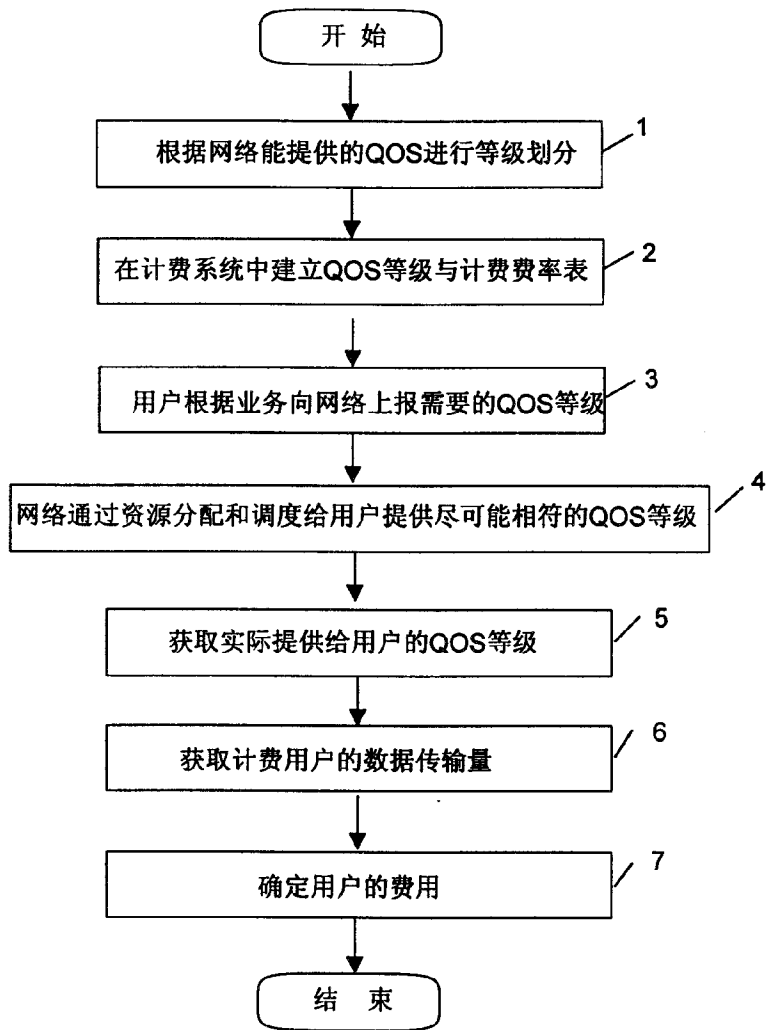 开 始
1
根据网络能提供的QOS进行等级划分
2
在计费系统中建立QOS等级与计费费率表
3
用户根据业务向网络上报需要的QOS等级
4
网络通过资源分配和调度给用户提供尽可能相符的QOS等级
5
获取实际提供给用户的QOS等级
6
获取计费用户的数据传输量
7
确定用户的费用
结 束